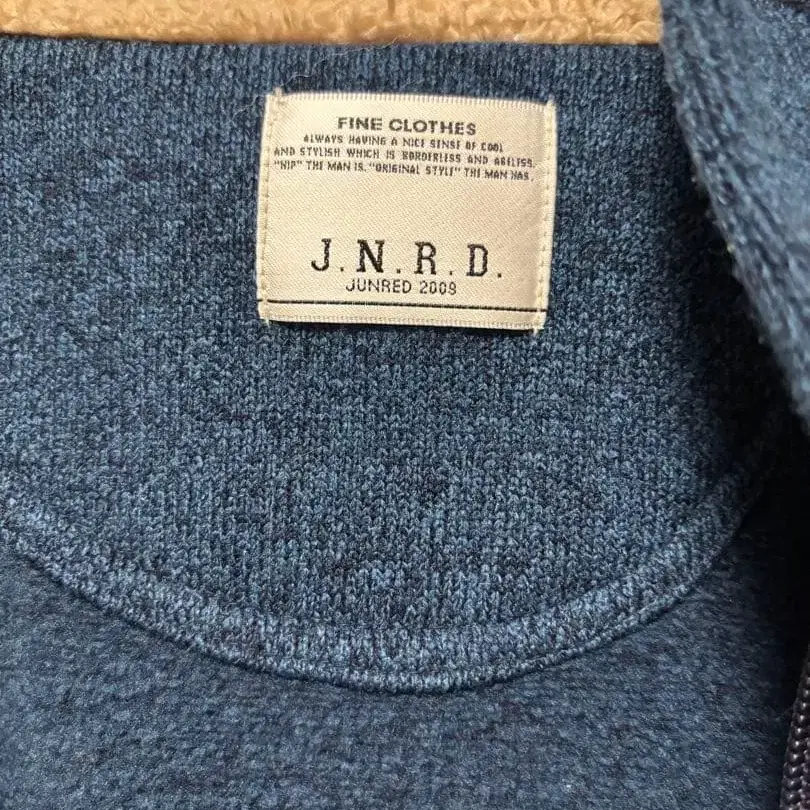 FINE CLOTHES
ALWAYS HAVING A NICE SENSE OF COOL
AND STYLISH WHICH IS BORDERLESS AND AGELESS.
"HIP" THE MAN IS. "ORIGINAL STYLE" THE MAN HAS.
J.N.R.D.
JUNRED 2009